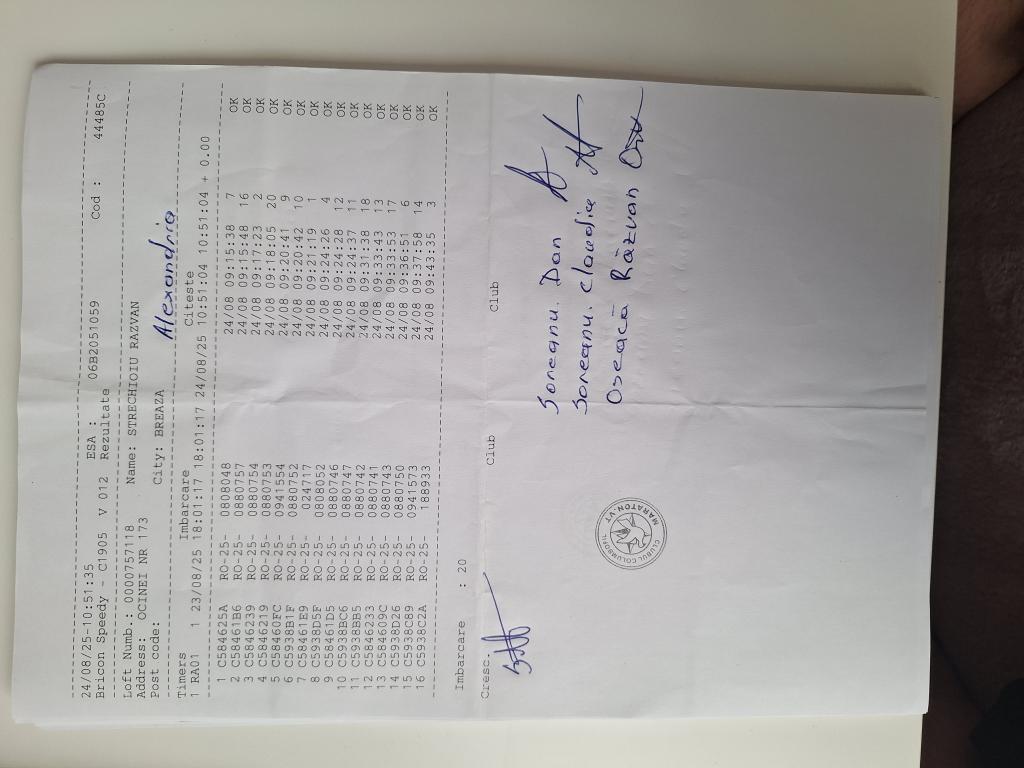 24/08/25-10:51:35 ESA : 06B2051059 Cod : 44485C
Bricon Speedy - C1905 V 012 Rezultate
Loft Numb.: 0000757118 Name: STRECHIOIU RAZVAN
Address: OCINEI NR 173
Post code: City: BREAZA
Alexandria
Timers Imbarcare Citeste
1 RA01 1 23/08/25 18:01:17 18:01:17 24/08/25 10:51:04 10:51:04 + 0.00
1 C584625A RO-25- 0808048 24/08 09:15:38 7 OK
2 C58461B6 RO-25- 0880757 24/08 09:15:48 16 OK
3 C5846239 RO-25- 0880754 24/08 09:17:23 2 OK
4 C5846219 RO-25- 0880753 24/08 09:18:05 20 OK
5 C58460FC RO-25- 0941554 24/08 09:20:41 9 OK
6 C5938B1F RO-25- 0880752 24/08 09:20:42 10 OK
7 C58461E9 RO-25- 024717 24/08 09:21:19 1 OK
8 C5938D5F RO-25- 0808052 24/08 09:24:26 4 OK
9 C58461D5 RO-25- 0880746 24/08 09:24:28 12 OK
10 C5938BC6 RO-25- 0880747 24/08 09:24:37 11 OK
11 C5938BB5 RO-25- 0880742 24/08 09:31:38 18 OK
12 C5846233 RO-25- 0880741 24/08 09:33:43 13 OK
13 C584609C RO-25- 0880743 24/08 09:33:53 17 OK
14 C5938D26 RO-25- 0880750 24/08 09:36:51 6 OK
15 C5938C89 RO-25- 0941573 24/08 09:37:58 14 OK
16 C5938C2A RO-25- 188933 24/08 09:43:35 3 OK
Imbarcare : 20
Cresc. Club Club
Soreanu. Dan
Soreanu. Claudia
Oseacă Răzvan
CLUBUL COLUMBOFIL
MARATON.VT